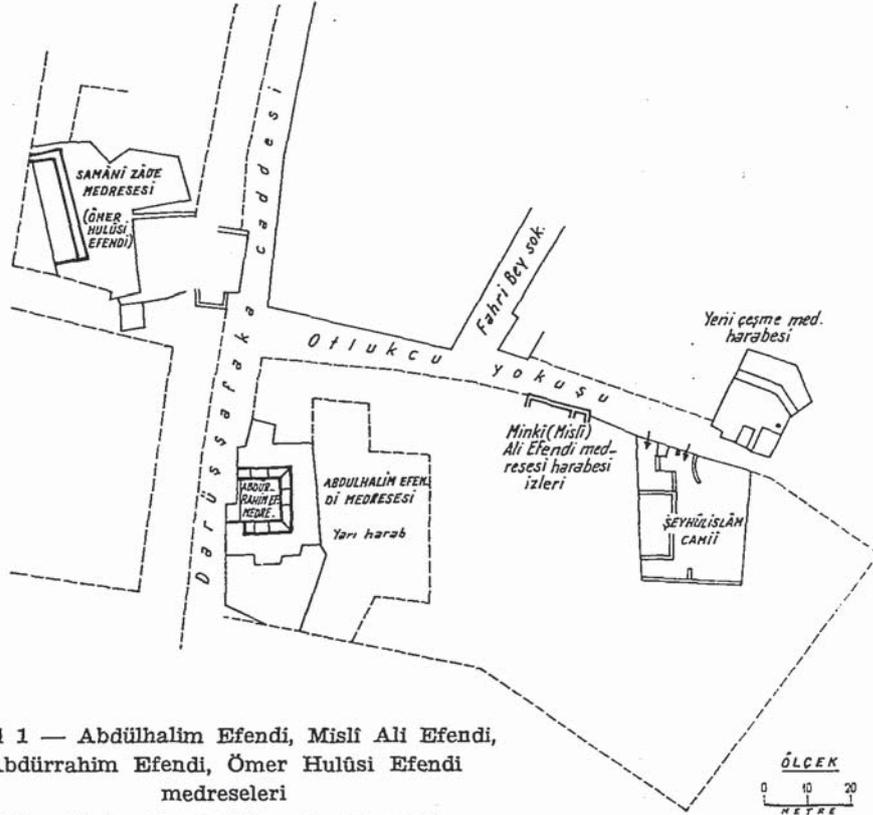 SAMÂNİ ZÂDE
MEDRESESİ
(ÖMER
HULÛSİ
EFENDİ)
Darüşşafaka caddesi
Fahri Bey sok.
Otlukcu yokuşu
Yeni çeşme med.
harabesi
Minkî (Mislî)
Ali Efendi med-
resesi harabesi
izleri
ABDÜR-
RAHİM EF.
MEDRE.
ABDULHALİM EFEN-
Dİ MEDRESESİ
Yarı harab
ŞEYHÜLİSLÂM
CAMİİ
1 — Abdülhalim Efendi, Mislî Ali Efendi,
Abdürrahim Efendi, Ömer Hulûsi Efendi
medreseleri
ÖLÇEK
0 10 20
METRE